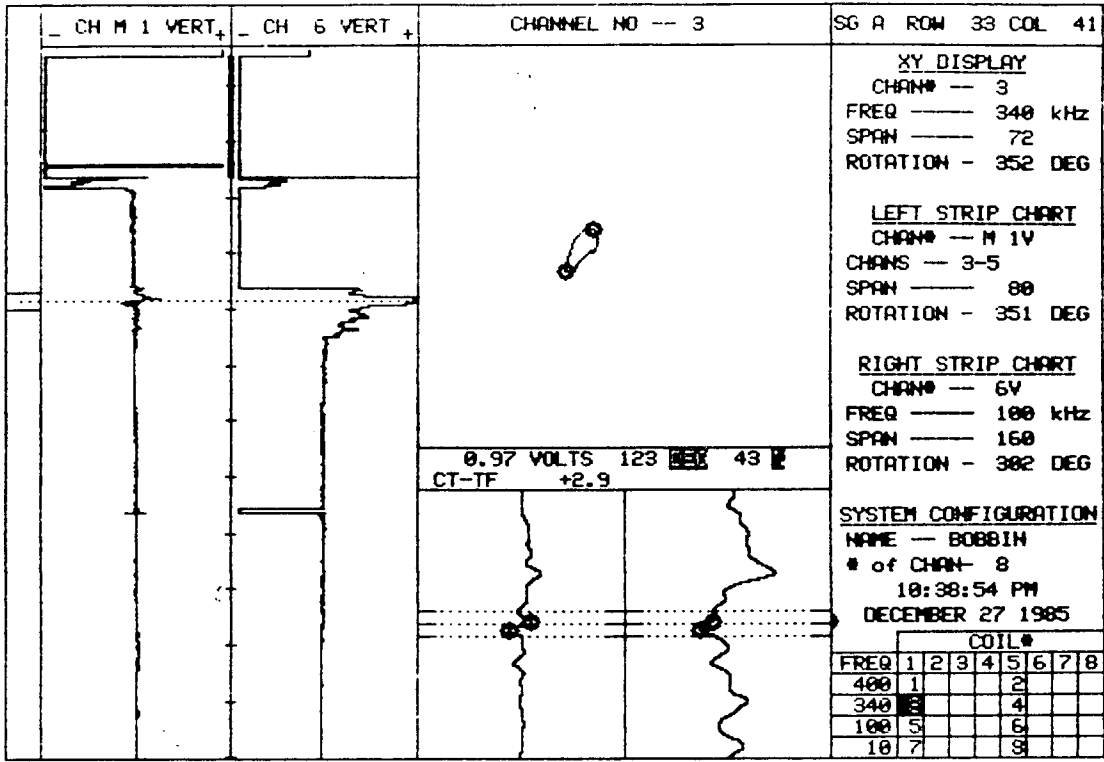 _ CH M 1 VERT + _ CH 6 VERT +
CHANNEL NO -- 3
SG A ROW 33 COL 41
XY DISPLAY
CHAN# -- 3
FREQ ---- 340 kHz
SPAN ---- 72
ROTATION - 352 DEG
LEFT STRIP CHART
CHAN# -- M 1V
CHANS -- 3-5
SPAN ---- 80
ROTATION - 351 DEG
RIGHT STRIP CHART
CHAN# -- 6V
FREQ ---- 100 kHz
SPAN ---- 160
ROTATION - 302 DEG
0.97 VOLTS 123 43
CT-TF +2.9
SYSTEM CONFIGURATION
NAME -- BOBBIN
# of CHAN- 8
10:38:54 PM
DECEMBER 27 1985
COIL#
FREQ 1 2 3 4 5 6 7 8
400 1 2
340 4
100 5 6
10 7